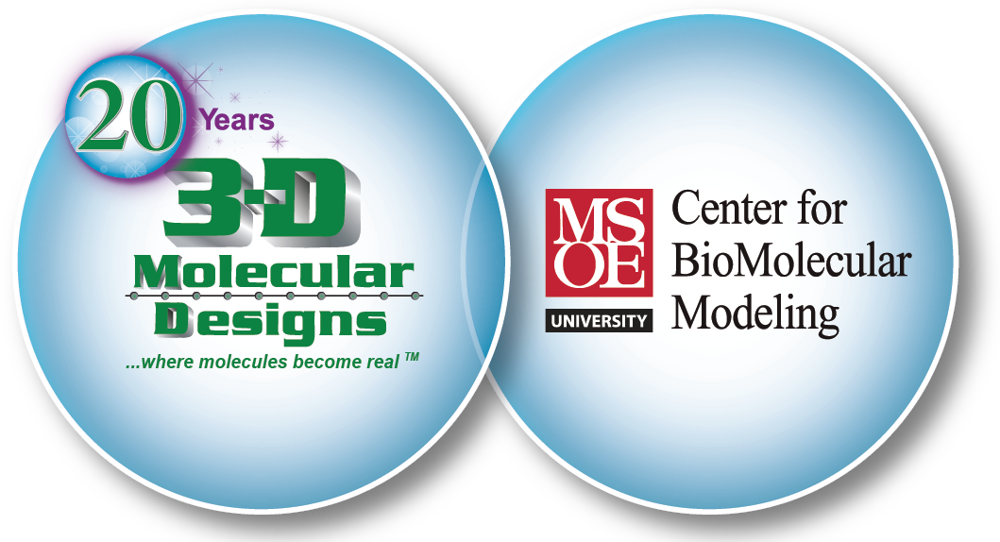 20
Years
3-D
Molecular
Designs
...where molecules become real ™
MS
OE
UNIVERSITY
Center for
BioMolecular
Modeling